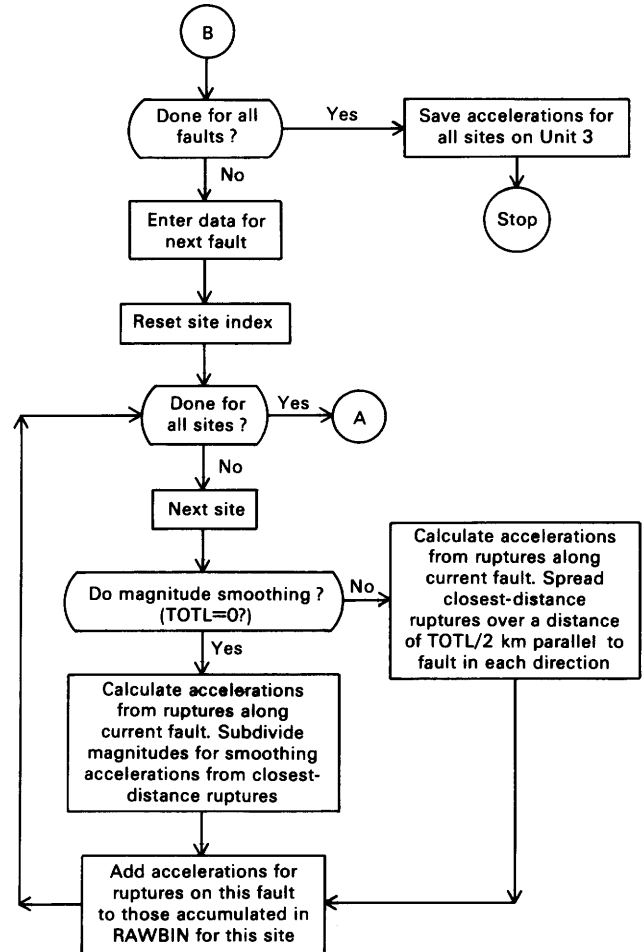 B
Done for all
faults ?
Yes
Save accelerations for
all sites on Unit 3
No
Stop
Enter data for
next fault
Reset site index
Done for
all sites ?
Yes
A
No
Next site
Do magnitude smoothing ?
(TOTL=0?)
No
Calculate accelerations
from ruptures along
current fault. Spread
closest-distance
ruptures over a distance
of TOTL/2 km parallel to
fault in each direction
Yes
Calculate accelerations
from ruptures along
current fault. Subdivide
magnitudes for smoothing
accelerations from closest-
distance ruptures
Add accelerations for
ruptures on this fault
to those accumulated in
RAWBIN for this site